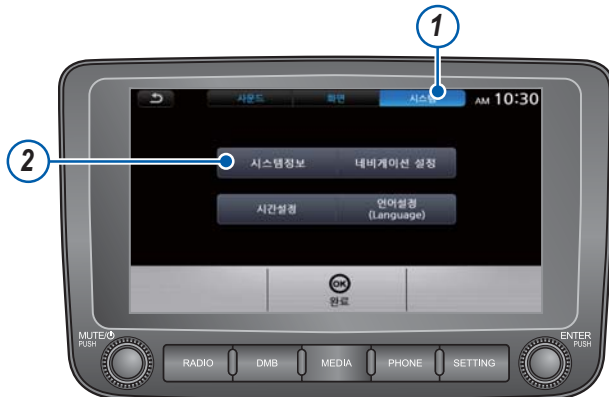 1
사운드
화면
시스템
AM 10:30
2
시스템정보
네비게이션 설정
시간설정
언어설정
(Language)
OK
완료
MUTE/
PUSH
ENTER
PUSH
RADIO
DMB
MEDIA
PHONE
SETTING